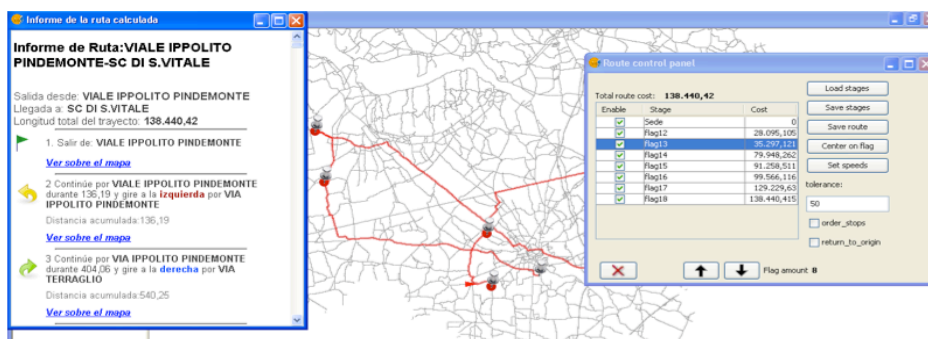 Informe de la ruta calculada
Informe de Ruta:VIALE IPPOLITO
PINDEMONTE-SC DI S.VITALE
Salida desde: VIALE IPPOLITO PINDEMONTE
Llegada a: SC DI S.VITALE
Longitud total del trayecto: 138.440,42
1. Salir de: VIALE IPPOLITO PINDEMONTE
Ver sobre el mapa
2 Continúe por VIALE IPPOLITO PINDEMONTE
durante 136,19 y gire a la izquierda por VIA
IPPOLITO PINDEMONTE
Distancia acumulada:136,19
Ver sobre el mapa
3 Continúe por VIA IPPOLITO PINDEMONTE
durante 404,06 y gire a la derecha por VIA
TERRAGLIO
Distancia acumulada:540,25
Ver sobre el mapa
Route control panel
Total route cost: 138.440,42
Enable Stage Cost
Sede 0
flag12 28.095,105
flag13 35.297,121
flag14 79.948,262
flag15 91.258,511
flag16 99.566,116
flag17 129.229,63
flag18 138.440,415
Load stages
Save stages
Save route
Center on flag
Set speeds
tolerance:
50
order_stops
return_to_origin
Flag amount 8